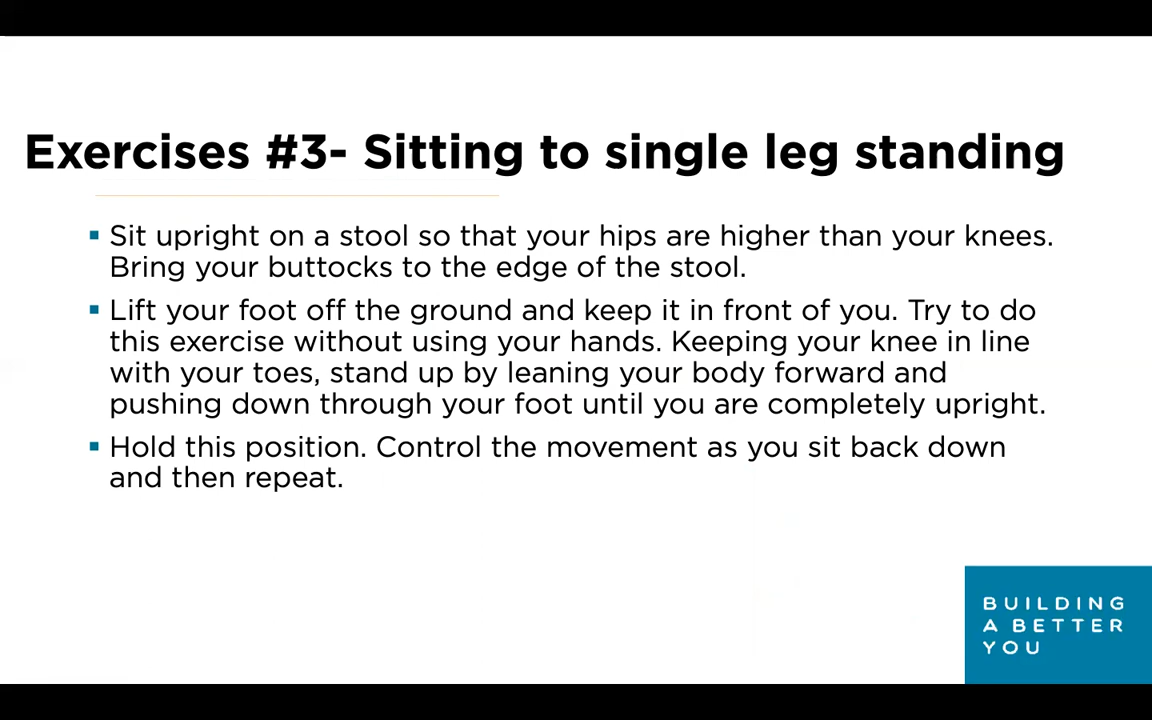 Exercises #3- Sitting to single leg standing
▪ Sit upright on a stool so that your hips are higher than your knees.
Bring your buttocks to the edge of the stool.
▪ Lift your foot off the ground and keep it in front of you. Try to do
this exercise without using your hands. Keeping your knee in line
with your toes, stand up by leaning your body forward and
pushing down through your foot until you are completely upright.
▪ Hold this position. Control the movement as you sit back down
and then repeat.
BUILDING
A BETTER
YOU